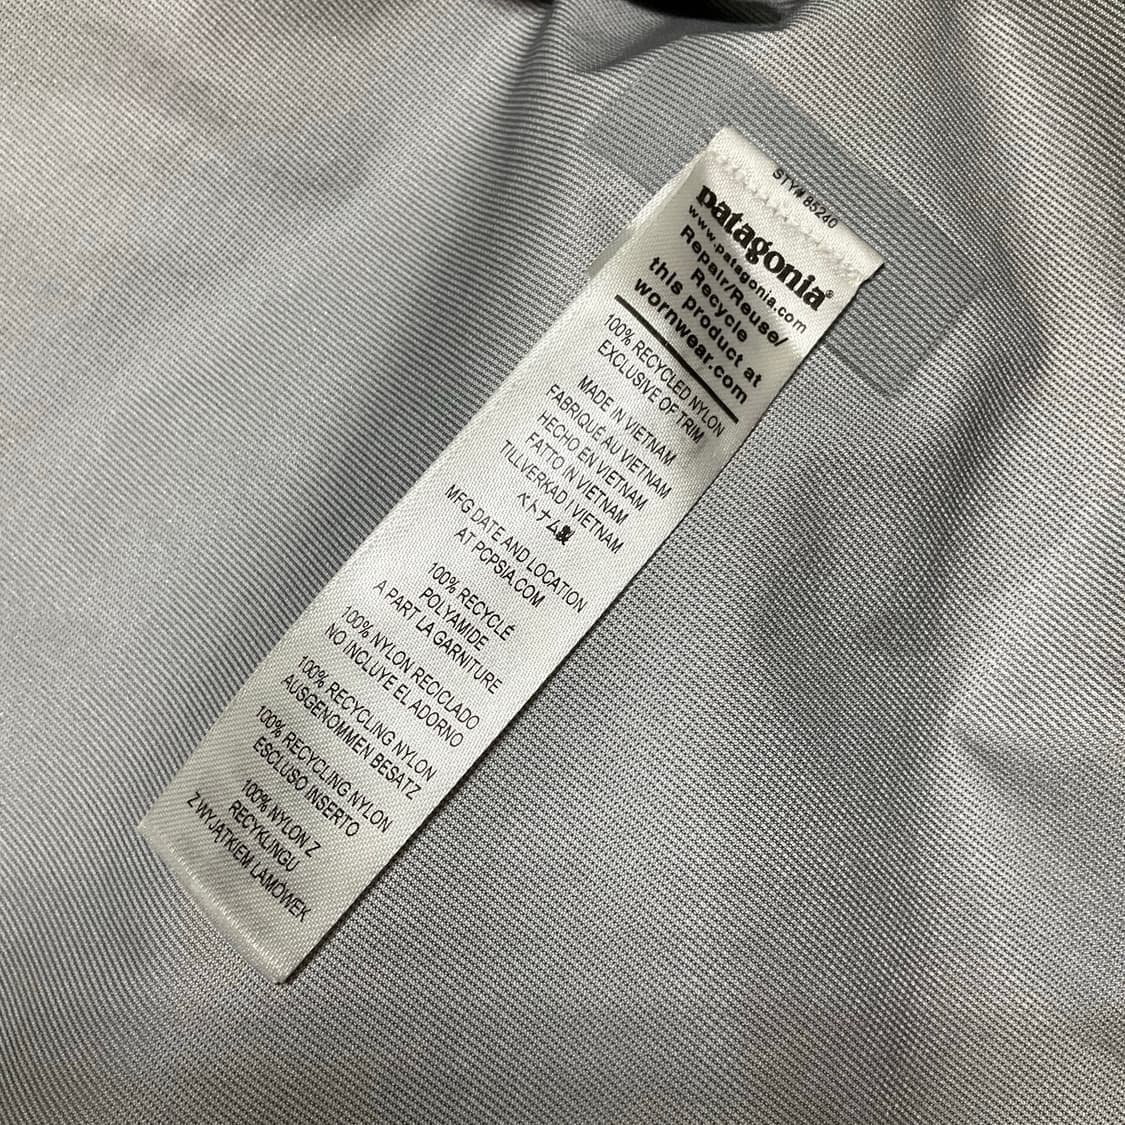 STY# 85240
patagonia®
www.patagonia.com
Repair/Reuse/
Recycle
this product at
wornwear.com
100% RECYCLED NYLON
EXCLUSIVE OF TRIM
MADE IN VIETNAM
FABRIQUÉ AU VIETNAM
HECHO EN VIETNAM
FATTO IN VIETNAM
TILLVERKAD I VIETNAM
ベトナム製
MFG DATE AND LOCATION
AT PCPSIA.COM
100% RECYCLÉ
POLYAMIDE
A PART LA GARNITURE
100% NYLON RECICLADO
NO INCLUYE EL ADORNO
100% RECYCLING NYLON
AUSGENOMMEN BESATZ
100% RECYCLING NYLON
ESCLUSO INSERTO
100% NYLON Z
RECYKLINGU
Z WYJĄTKIEM LAMÓWEK